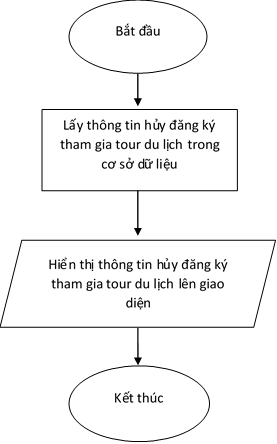 Bắt đầu
Lấy thông tin hủy đăng ký
tham gia tour du lịch trong
cơ sở dữ liệu
Hiển thị thông tin hủy đăng ký
tham gia tour du lịch lên giao
diện
Kết thúc